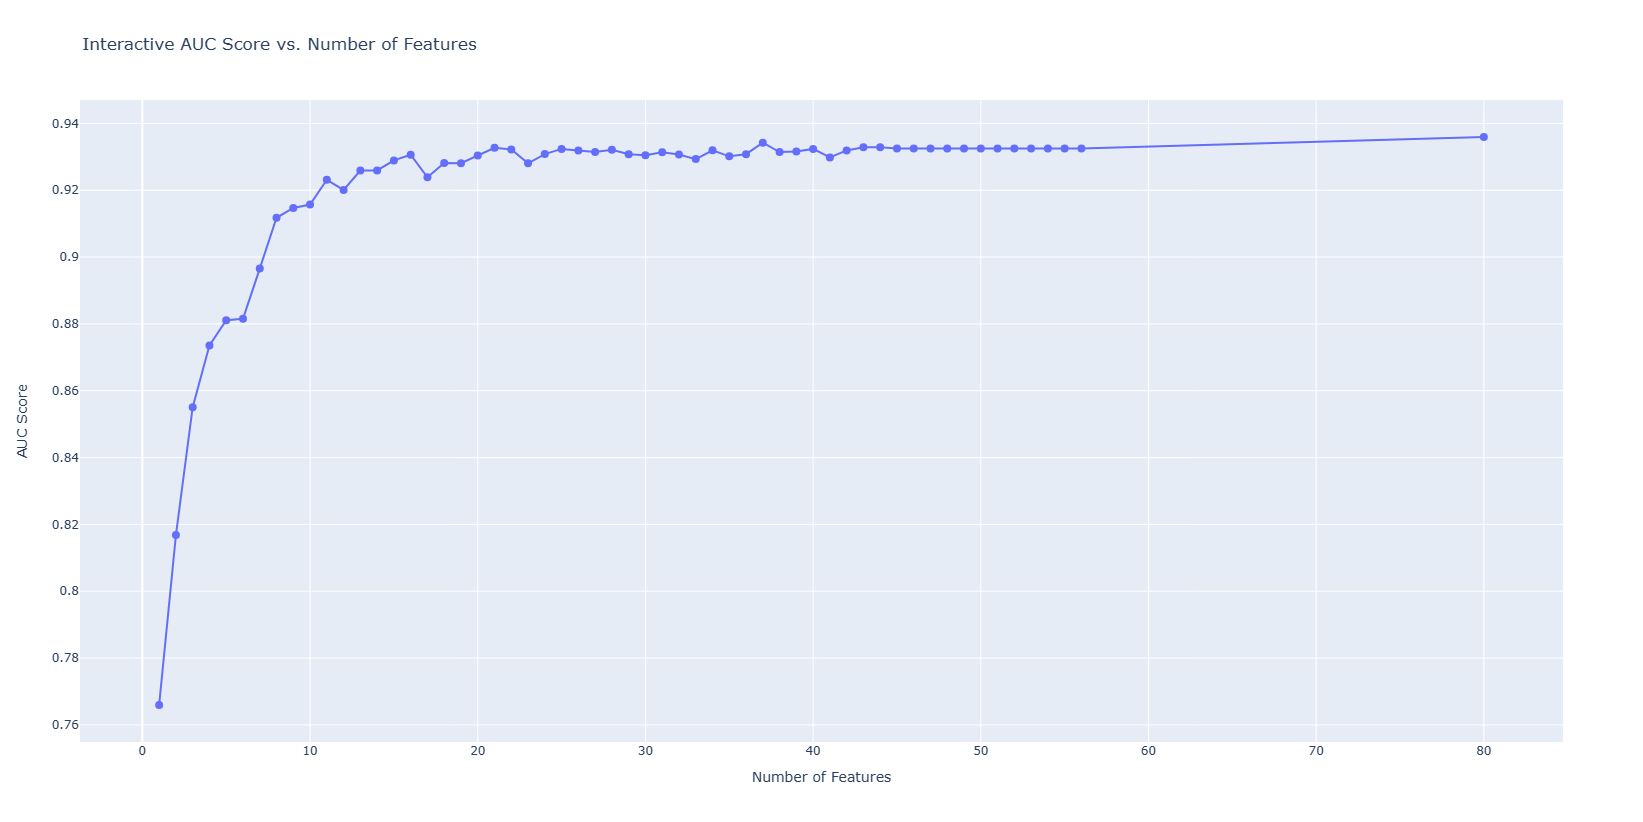 Interactive AUC Score vs. Number of Features
0.94
0.92
0.9
0.88
0.86
0.84
0.82
0.8
0.78
0.76
AUC Score
0 10 20 30 40 50 60 70 80
Number of Features